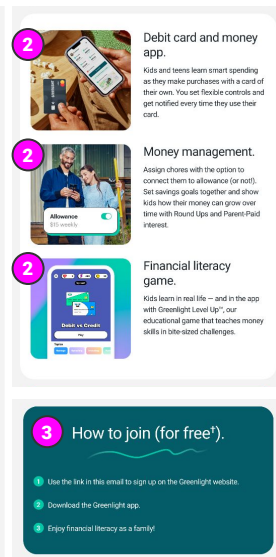 2
Debit card and money
app.
Kids and teens learn smart spending
as they make purchases with a card of
their own. You set flexible controls and
get notified every time they use their
card.
2
Money management.
Assign chores with the option to
connect them to allowance (or not!).
Set savings goals together and show
kids how their money can grow over
time with Round Ups and Parent-Paid
interest.
Allowance
$15 weekly
2
Financial literacy
game.
Kids learn in real life — and in the app
with Greenlight Level Up™, our
educational game that teaches money
skills in bite-sized challenges.
Debit vs Credit
Play
3
How to join (for free†).
1 Use the link in this email to sign up on the Greenlight website.
2 Download the Greenlight app.
3 Enjoy financial literacy as a family!